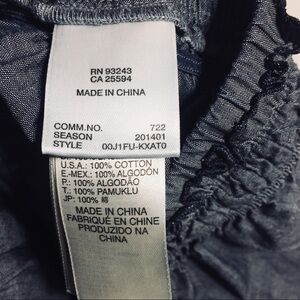 RN 93243
CA 25594
MADE IN CHINA
COMM.NO. 722
SEASON 201401
STYLE 00J1FU-KXAT0
U.S.A.: 100% COTTON
E.-MEX.: 100% ALGODÓN
P.: 100% ALGODÃO
T.: 100% PAMUKLU
JP: 100% 綿
MADE IN CHINA
FABRIQUÉ EN CHINE
PRODUZIDO NA
CHINA